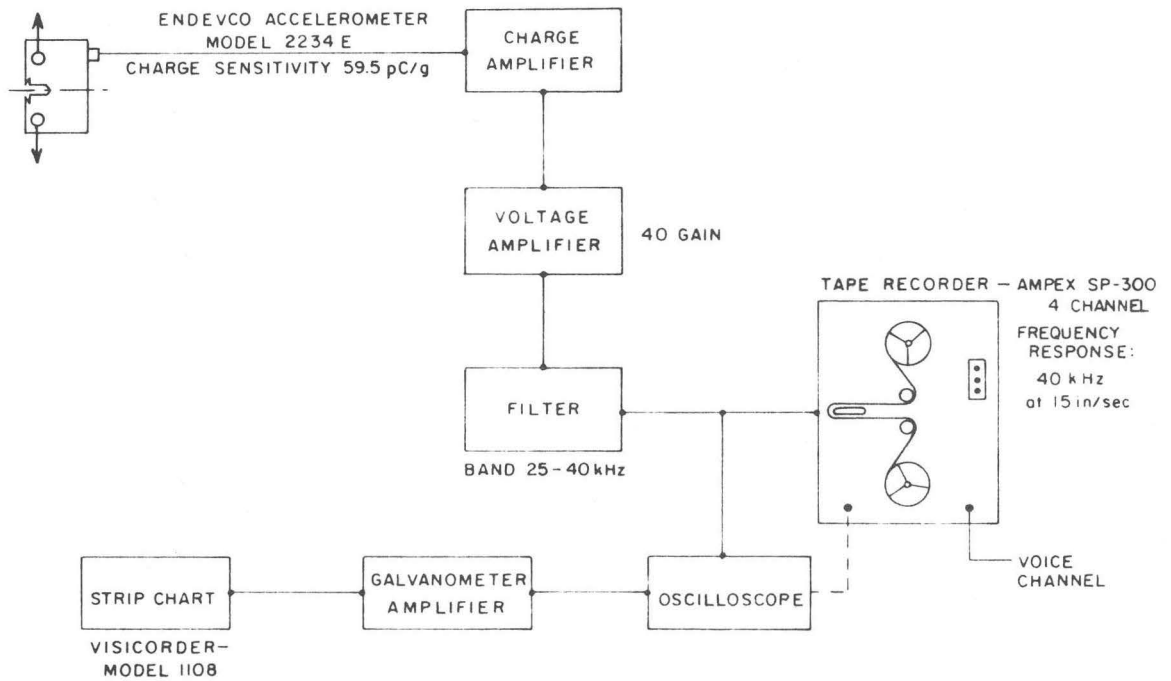 ENDEVCO ACCELEROMETER
MODEL 2234 E
CHARGE SENSITIVITY 59.5 pC/g
CHARGE
AMPLIFIER
VOLTAGE
AMPLIFIER
40 GAIN
TAPE RECORDER – AMPEX SP-300
4 CHANNEL
FREQUENCY
RESPONSE:
40 kHz
at 15 in/sec
FILTER
BAND 25-40 kHz
VOICE
CHANNEL
STRIP CHART
GALVANOMETER
AMPLIFIER
OSCILLOSCOPE
VISICORDER–
MODEL 1108